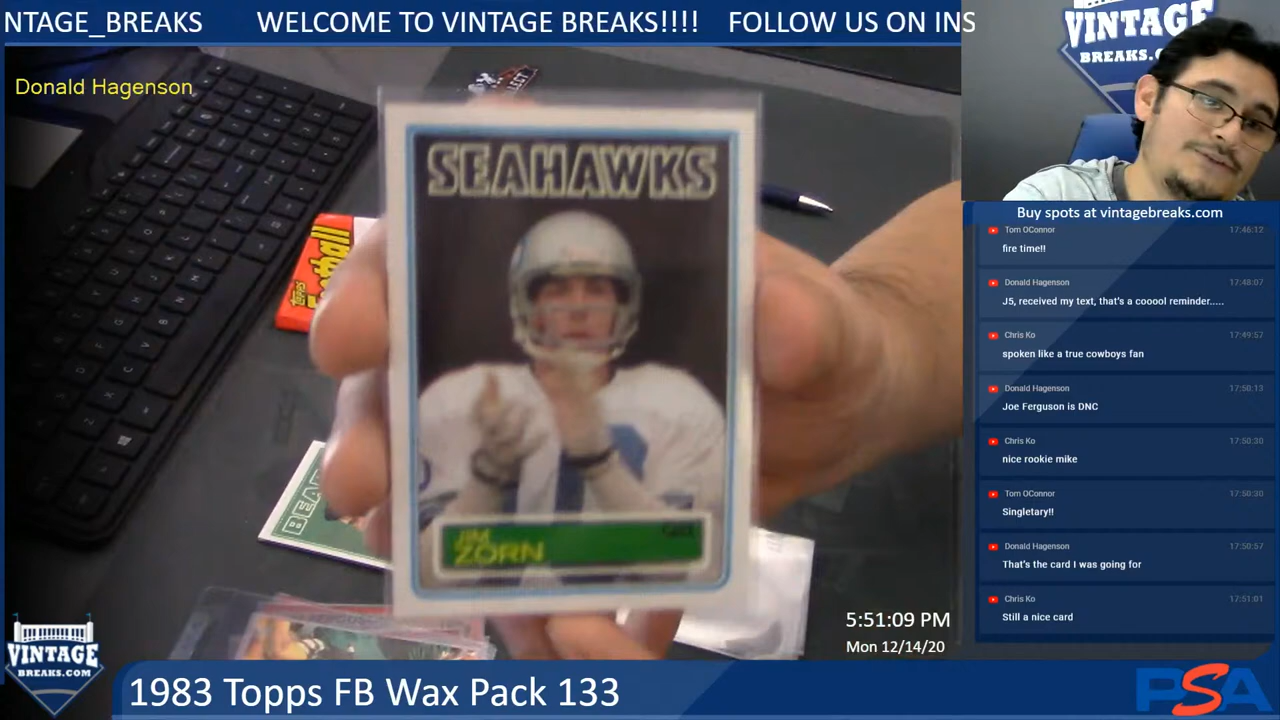 NTAGE_BREAKS WELCOME TO VINTAGE BREAKS!!!! FOLLOW US ON INS
VINTAGE
BREAKS.C
Donald Hagenson
SEAHAWKS
Topps
Football
BEA
JIM
ZORN
Buy spots at vintagebreaks.com
Tom OConnor 17:46:12
fire time!!
Donald Hagenson 17:48:07
J5, received my text, that's a cooool reminder.....
Chris Ko 17:49:57
spoken like a true cowboys fan
Donald Hagenson 17:50:13
Joe Ferguson is DNC
Chris Ko 17:50:30
nice rookie mike
Tom OConnor 17:50:30
Singletary!!
Donald Hagenson 17:50:57
That's the card I was going for
Chris Ko 17:51:01
Still a nice card
5:51:09 PM
Mon 12/14/20
VINTAGE
BREAKS.COM
1983 Topps FB Wax Pack 133
PSA